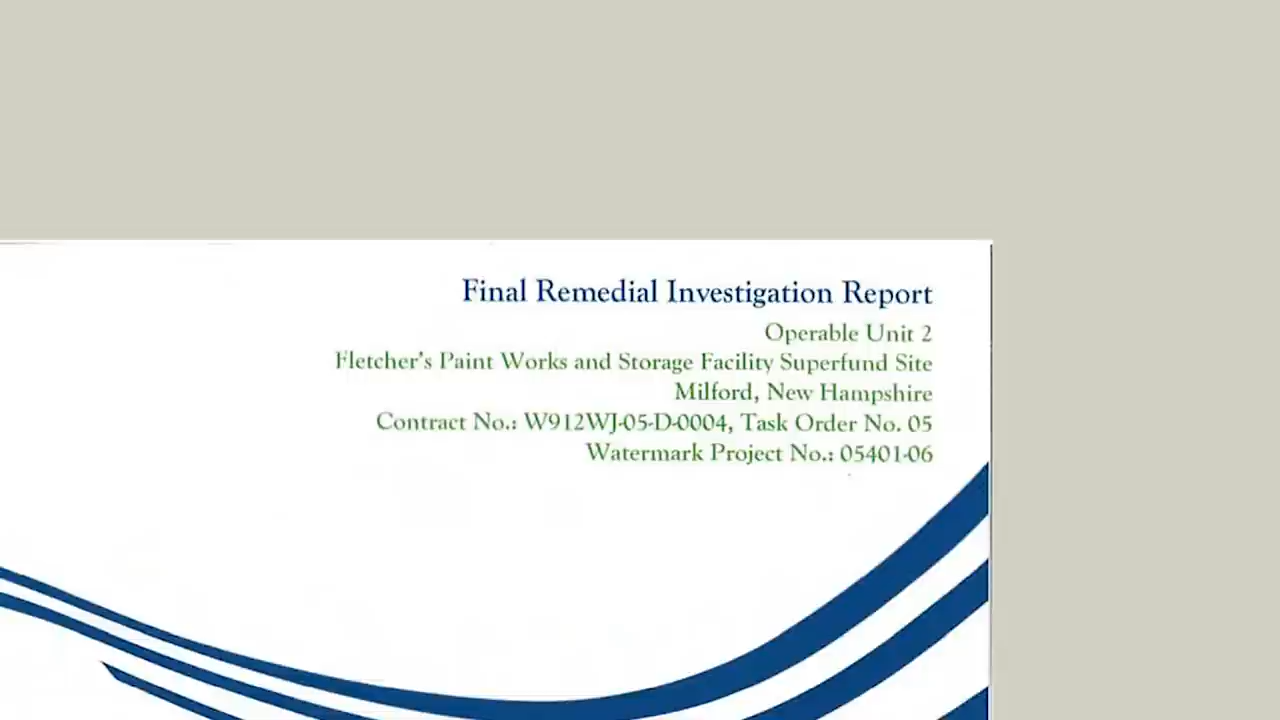 Final Remedial Investigation Report
Operable Unit 2
Fletcher's Paint Works and Storage Facility Superfund Site
Milford, New Hampshire
Contract No.: W912WJ-05-D-0004, Task Order No. 05
Watermark Project No.: 05401-06